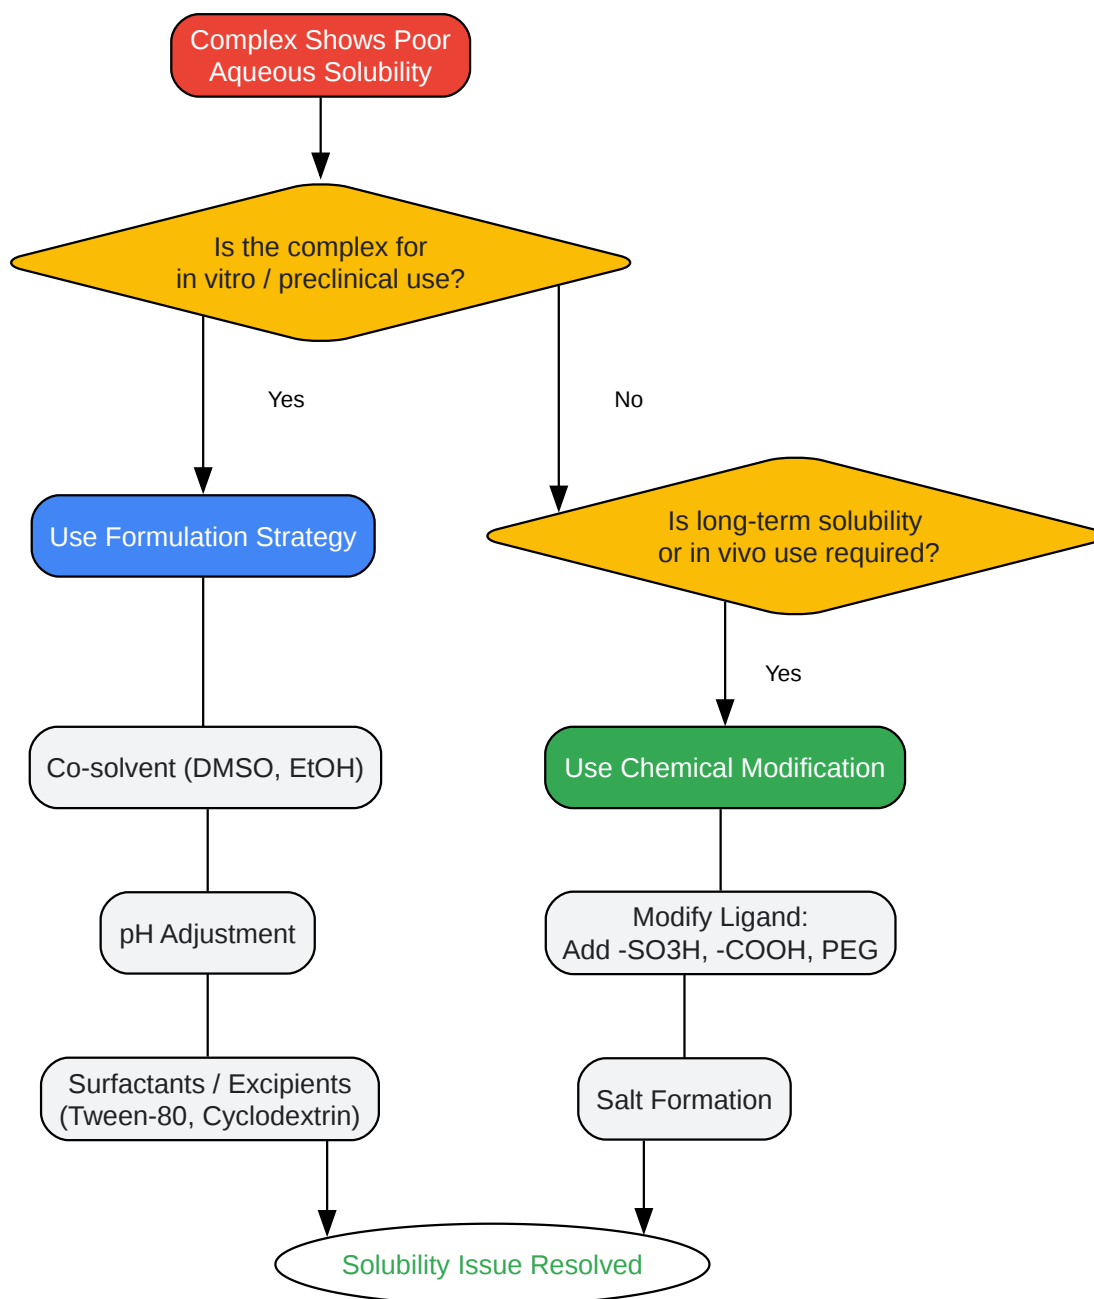 Complex Shows Poor
Aqueous Solubility
Is the complex for
in vitro / preclinical use?
Yes
No
Use Formulation Strategy
Is long-term solubility
or in vivo use required?
Yes
Co-solvent (DMSO, EtOH)
Use Chemical Modification
pH Adjustment
Modify Ligand:
Add -SO3H, -COOH, PEG
Surfactants / Excipients
(Tween-80, Cyclodextrin)
Salt Formation
Solubility Issue Resolved